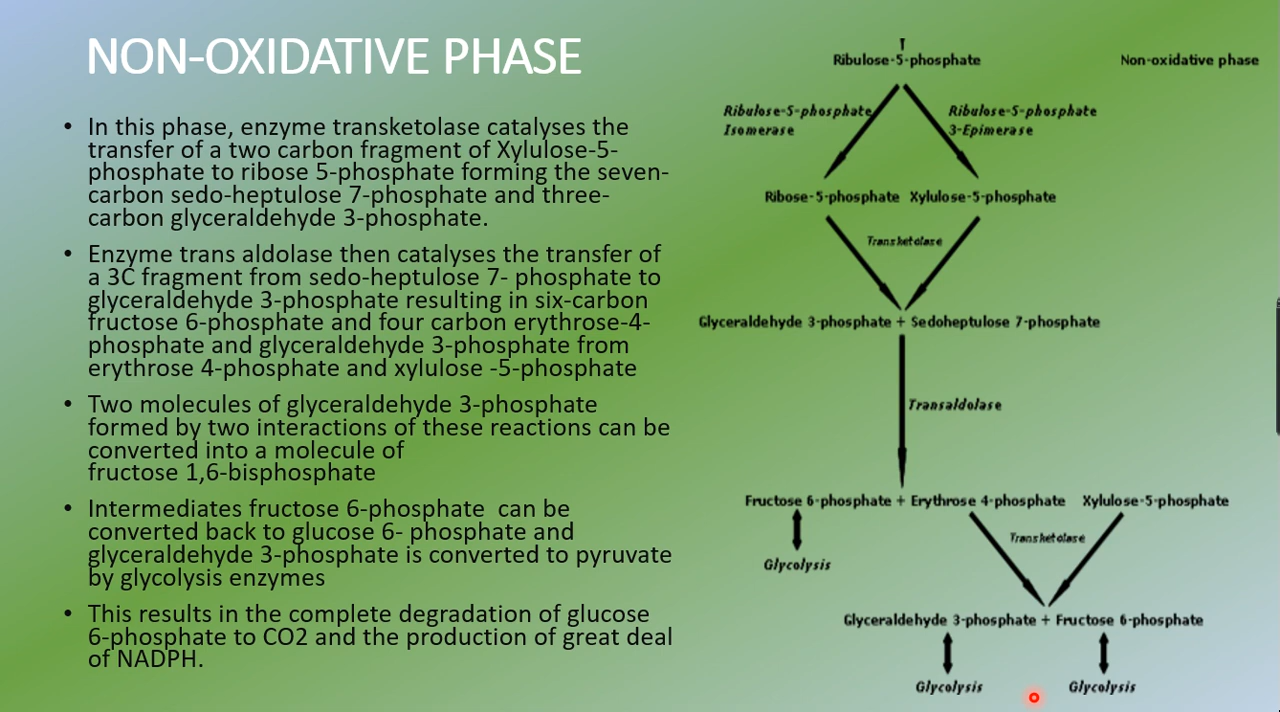 NON-OXIDATIVE PHASE
• In this phase, enzyme transketolase catalyses the
transfer of a two carbon fragment of Xylulose-5-
phosphate to ribose 5-phosphate forming the seven-
carbon sedo-heptulose 7-phosphate and three-
carbon glyceraldehyde 3-phosphate.
• Enzyme trans aldolase then catalyses the transfer of
a 3C fragment from sedo-heptulose 7- phosphate to
glyceraldehyde 3-phosphate resulting in six-carbon
fructose 6-phosphate and four carbon erythrose-4-
phosphate and glyceraldehyde 3-phosphate from
erythrose 4-phosphate and xylulose -5-phosphate
• Two molecules of glyceraldehyde 3-phosphate
formed by two interactions of these reactions can be
converted into a molecule of
fructose 1,6-bisphosphate
• Intermediates fructose 6-phosphate  can be
converted back to glucose 6- phosphate and
glyceraldehyde 3-phosphate is converted to pyruvate
by glycolysis enzymes
• This results in the complete degradation of glucose
6-phosphate to CO2 and the production of great deal
of NADPH.
Ribulose-5-phosphate
Non-oxidative phase
Ribulose-5-phosphate
Isomerase
Ribulose-5-phosphate
3-Epimerase
Ribose-5-phosphate
Xylulose-5-phosphate
Transketolase
Glyceraldehyde 3-phosphate + Sedoheptulose 7-phosphate
Transaldolase
Fructose 6-phosphate + Erythrose 4-phosphate
Xylulose-5-phosphate
Transketolase
Glycolysis
Glyceraldehyde 3-phosphate + Fructose 6-phosphate
Glycolysis
Glycolysis